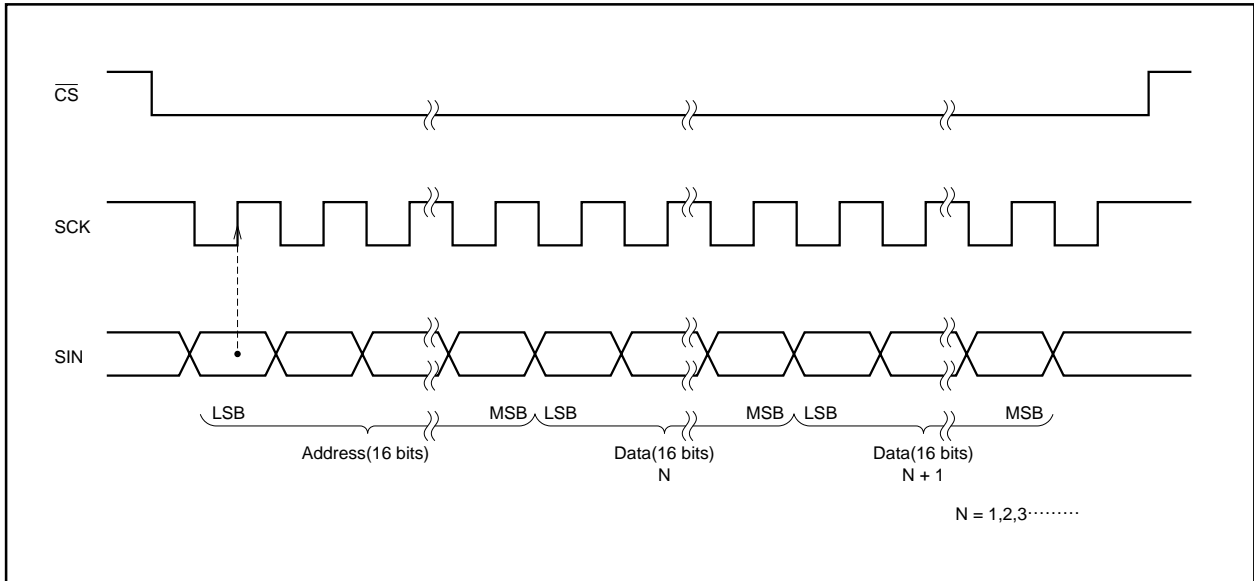 CS
SCK
SIN
LSB MSB LSB MSB LSB MSB
Address(16 bits) Data(16 bits) Data(16 bits)
N N + 1
N = 1,2,3·········